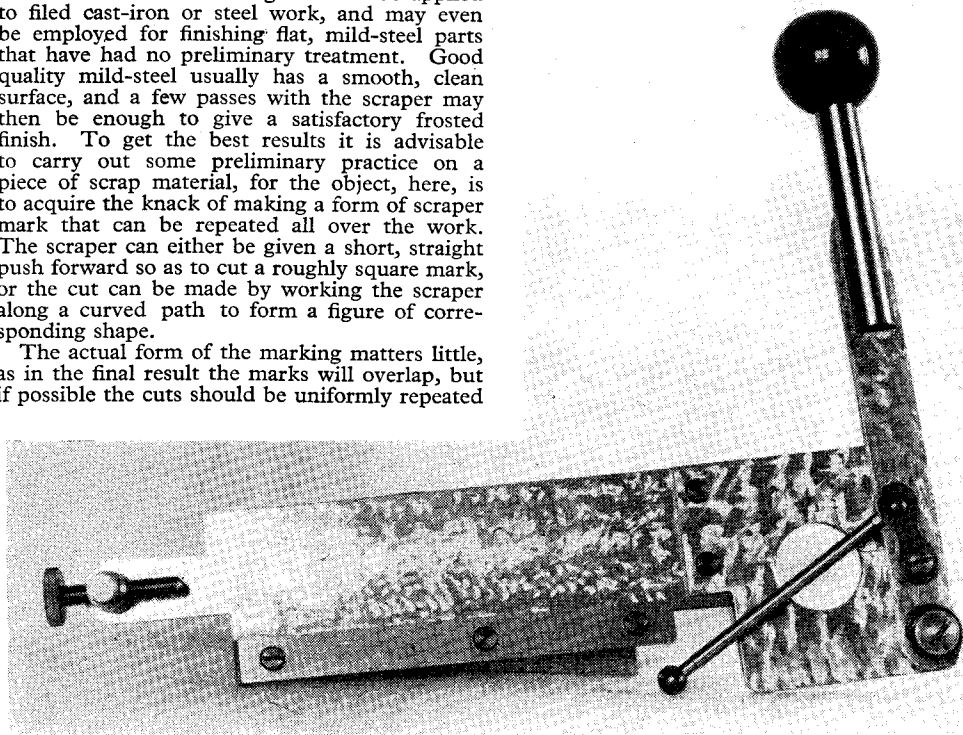 to filed cast-iron or steel work, and may even
be employed for finishing flat, mild-steel parts
that have had no preliminary treatment. Good
quality mild-steel usually has a smooth, clean
surface, and a few passes with the scraper may
then be enough to give a satisfactory frosted
finish. To get the best results it is advisable
to carry out some preliminary practice on a
piece of scrap material, for the object, here, is
to acquire the knack of making a form of scraper
mark that can be repeated all over the work.
The scraper can either be given a short, straight
push forward so as to cut a roughly square mark,
or the cut can be made by working the scraper
along a curved path to form a figure of corre-
sponding shape.
The actual form of the marking matters little,
as in the final result the marks will overlap, but
if possible the cuts should be uniformly repeated